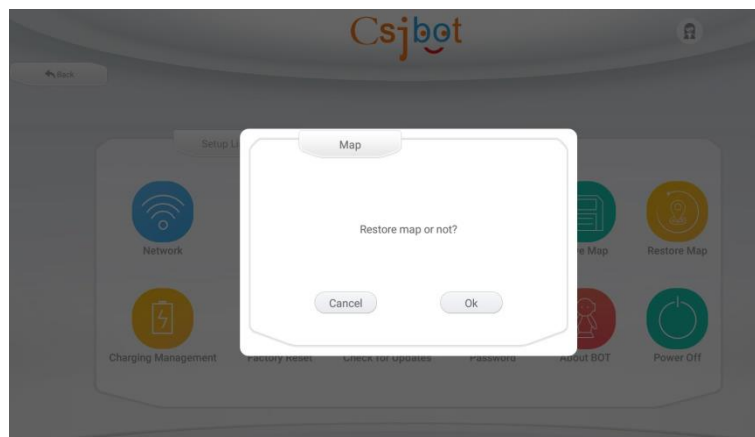 Csjbot
Back
Setup Li
Map
Restore map or not?
Network
e Map
Restore Map
Cancel
Ok
Charging Management
Factory Reset
Check for Updates
Password
About BOT
Power Off